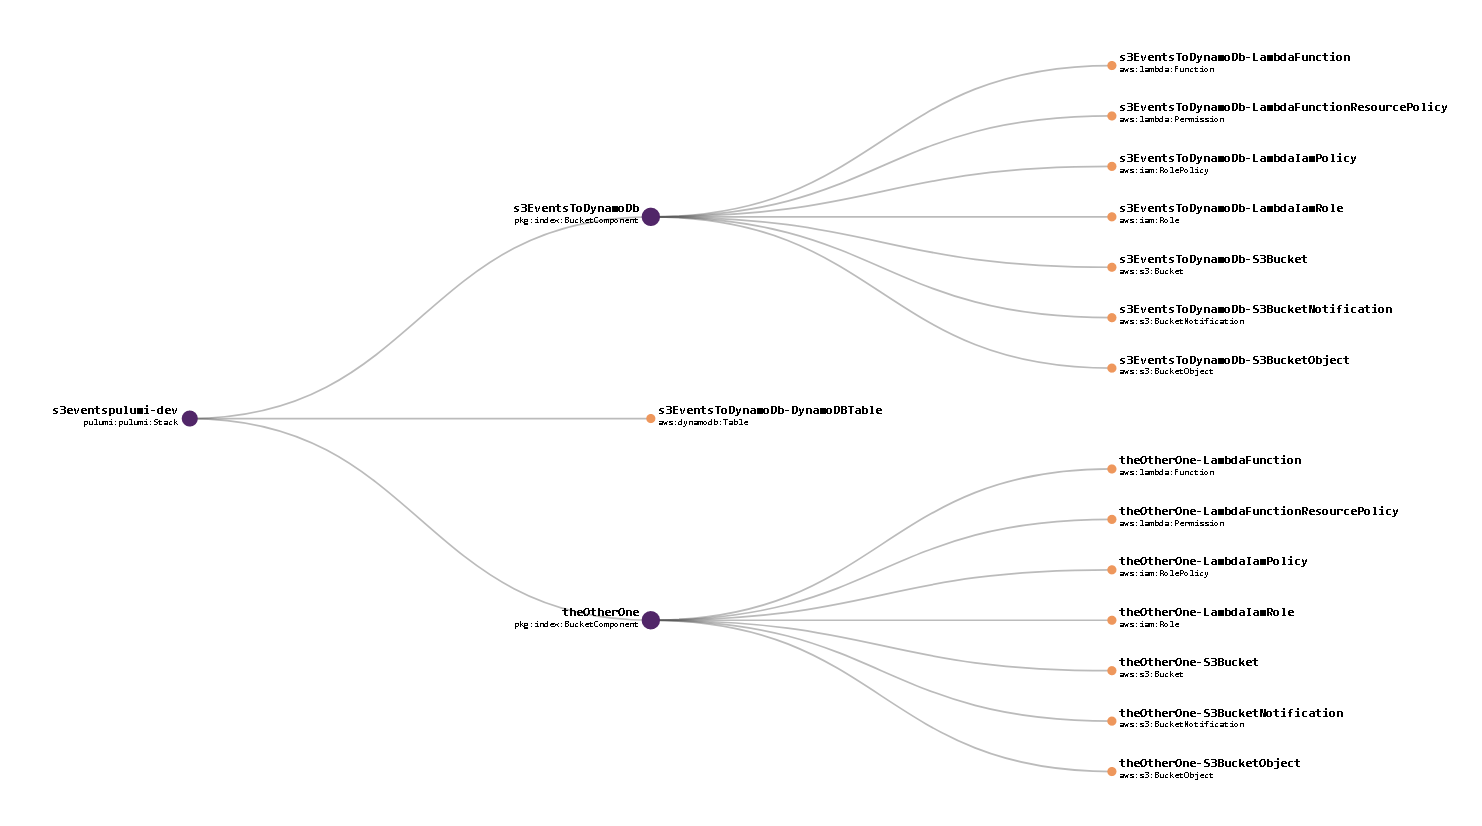 s3EventsToDynamoDb-LambdaFunction
aws:lambda:Function
s3EventsToDynamoDb-LambdaFunctionResourcePolicy
aws:lambda:Permission
s3EventsToDynamoDb-LambdaIamPolicy
aws:iam:RolePolicy
s3EventsToDynamoDb
pkg:index:BucketComponent
s3EventsToDynamoDb-LambdaIamRole
aws:iam:Role
s3EventsToDynamoDb-S3Bucket
aws:s3:Bucket
s3EventsToDynamoDb-S3BucketNotification
aws:s3:BucketNotification
s3EventsToDynamoDb-S3BucketObject
aws:s3:BucketObject
s3eventspulumi-dev
pulumi:pulumi:Stack
s3EventsToDynamoDb-DynamoDBTable
aws:dynamodb:Table
theOtherOne-LambdaFunction
aws:lambda:Function
theOtherOne-LambdaFunctionResourcePolicy
aws:lambda:Permission
theOtherOne-LambdaIamPolicy
aws:iam:RolePolicy
theOtherOne
pkg:index:BucketComponent
theOtherOne-LambdaIamRole
aws:iam:Role
theOtherOne-S3Bucket
aws:s3:Bucket
theOtherOne-S3BucketNotification
aws:s3:BucketNotification
theOtherOne-S3BucketObject
aws:s3:BucketObject